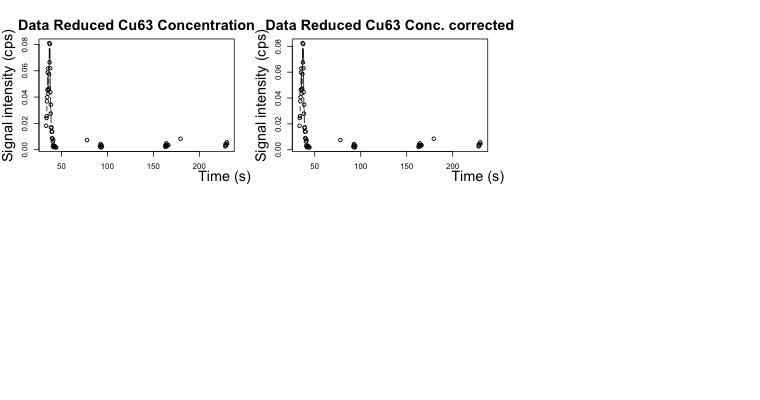 Data Reduced Cu63 Concentration
Signal intensity (cps)
0.00 0.02 0.04 0.06 0.08
50 100 150 200
Time (s)
Data Reduced Cu63 Conc. corrected
Signal intensity (cps)
0.00 0.02 0.04 0.06 0.08
50 100 150 200
Time (s)